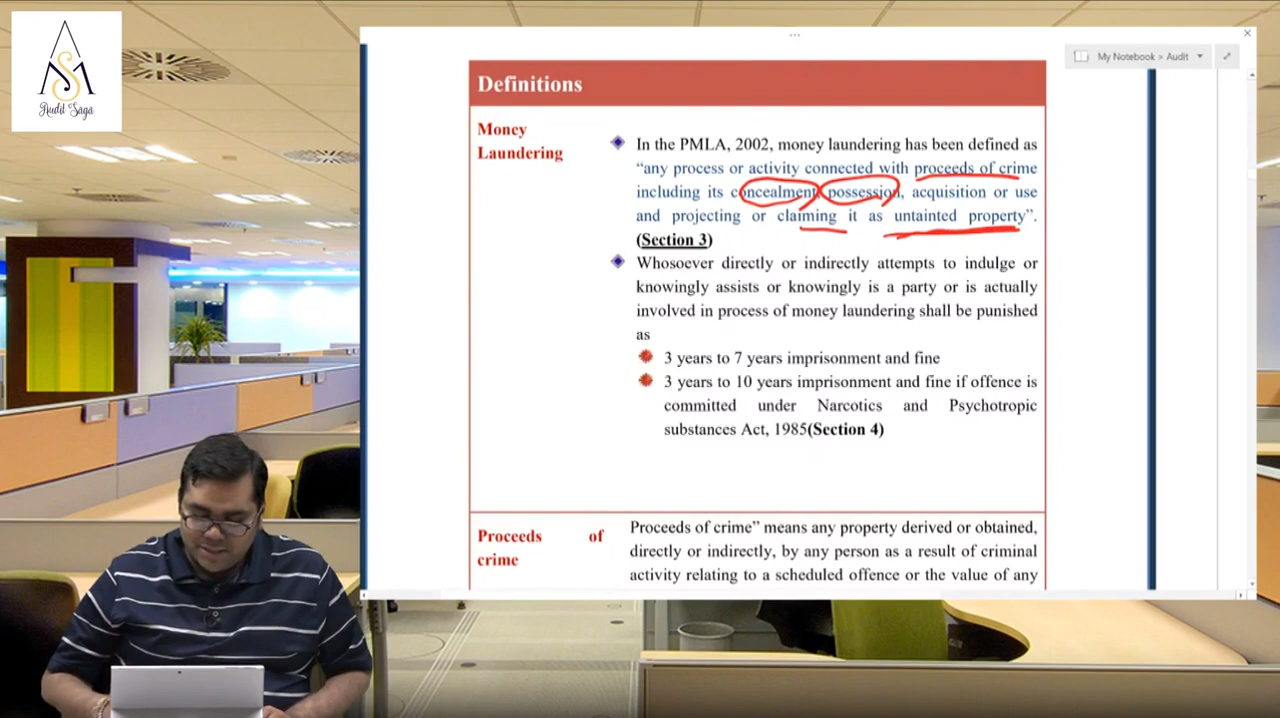 Audit Saga
My Notebook > Audit
Definitions
Money
Laundering
In the PMLA, 2002, money laundering has been defined as
“any process or activity connected with proceeds of crime
including its concealment, possession, acquisition or use
and projecting or claiming it as untainted property”.
(Section 3)
Whosoever directly or indirectly attempts to indulge or
knowingly assists or knowingly is a party or is actually
involved in process of money laundering shall be punished
as
3 years to 7 years imprisonment and fine
3 years to 10 years imprisonment and fine if offence is
committed under Narcotics and Psychotropic
substances Act, 1985(Section 4)
Proceeds of
crime
Proceeds of crime” means any property derived or obtained,
directly or indirectly, by any person as a result of criminal
activity relating to a scheduled offence or the value of any